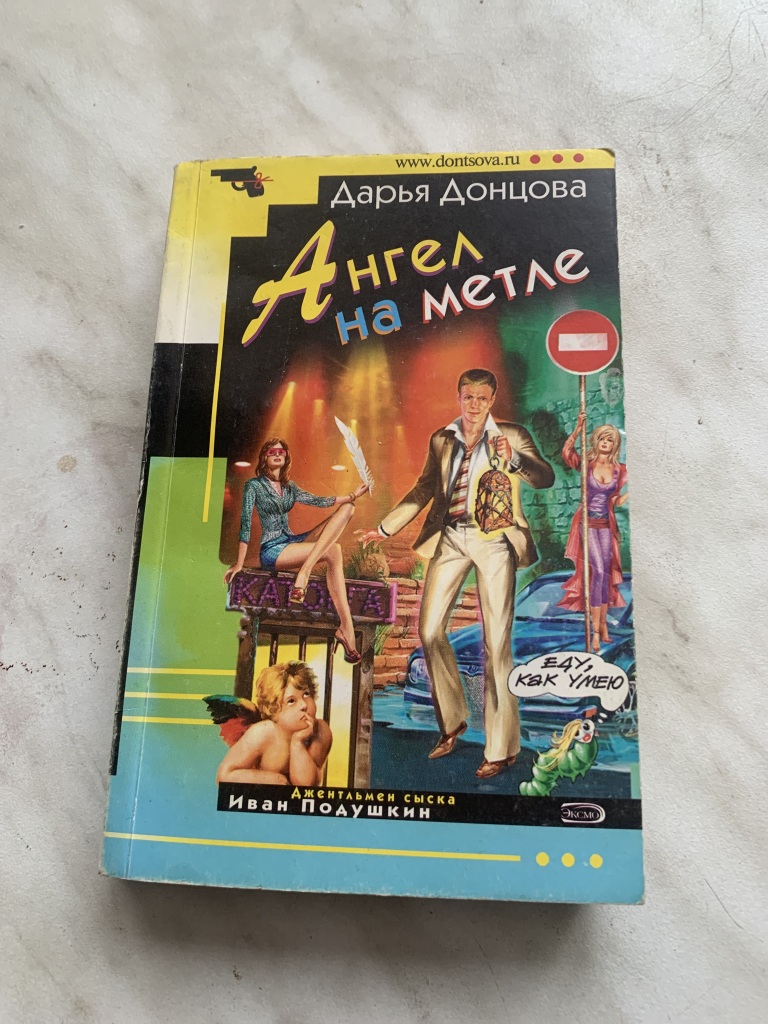 www.dontsova.ru
Дарья Донцова
Ангел
на метле
КАТОРГА
ЕДУ,
КАК УМЕЮ
Джентльмен сыска
Иван Подушкин
ЭКСМО